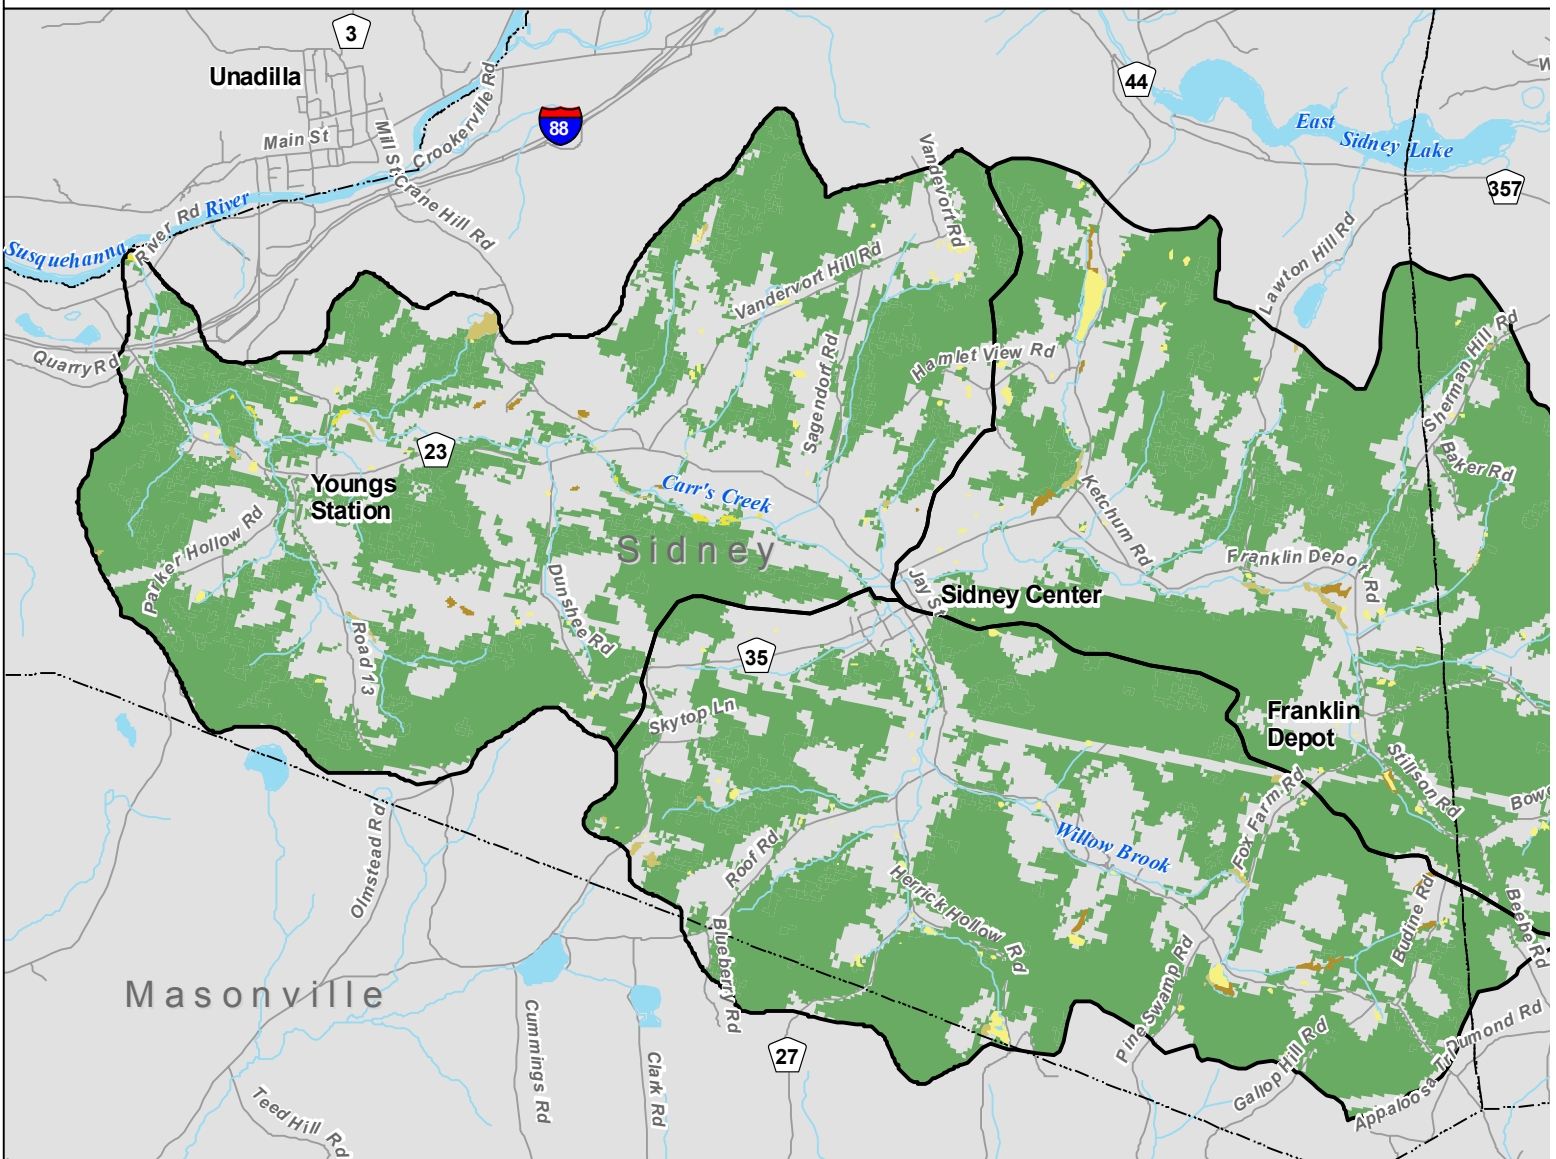 3
Unadilla
44
W
Main St
Mill St
Crookerville Rd
88
East
Sidney Lake
357
Vandevort Rd
Crane Hill Rd
River Rd
River
Susquehanna
Vandervort Hill Rd
Lawton Hill Rd
Quarry Rd
Hamlet View Rd
Sherman Hill Rd
Sagendorf Rd
23
Baker Rd
Youngs
Station
Carr's Creek
Ketchum Rd
Parker Hollow Rd
Sidney
Franklin Depot Rd
Dunshee Rd
Jay St
Sidney Center
Road 13
35
Skytop Ln
Franklin
Depot
Stillson Rd
Bowe
Fox Farm Rd
Olmstead Rd
Roof Rd
Willow Brook
Herrick Hollow Rd
Budine Rd
Beebe Rd
Blueberry Rd
Pine Swamp Rd
Masonville
Cummings Rd
Clark Rd
27
Gallop Hill Rd
Dumond Rd
Appaloosa Trl
Teed Hill Rd